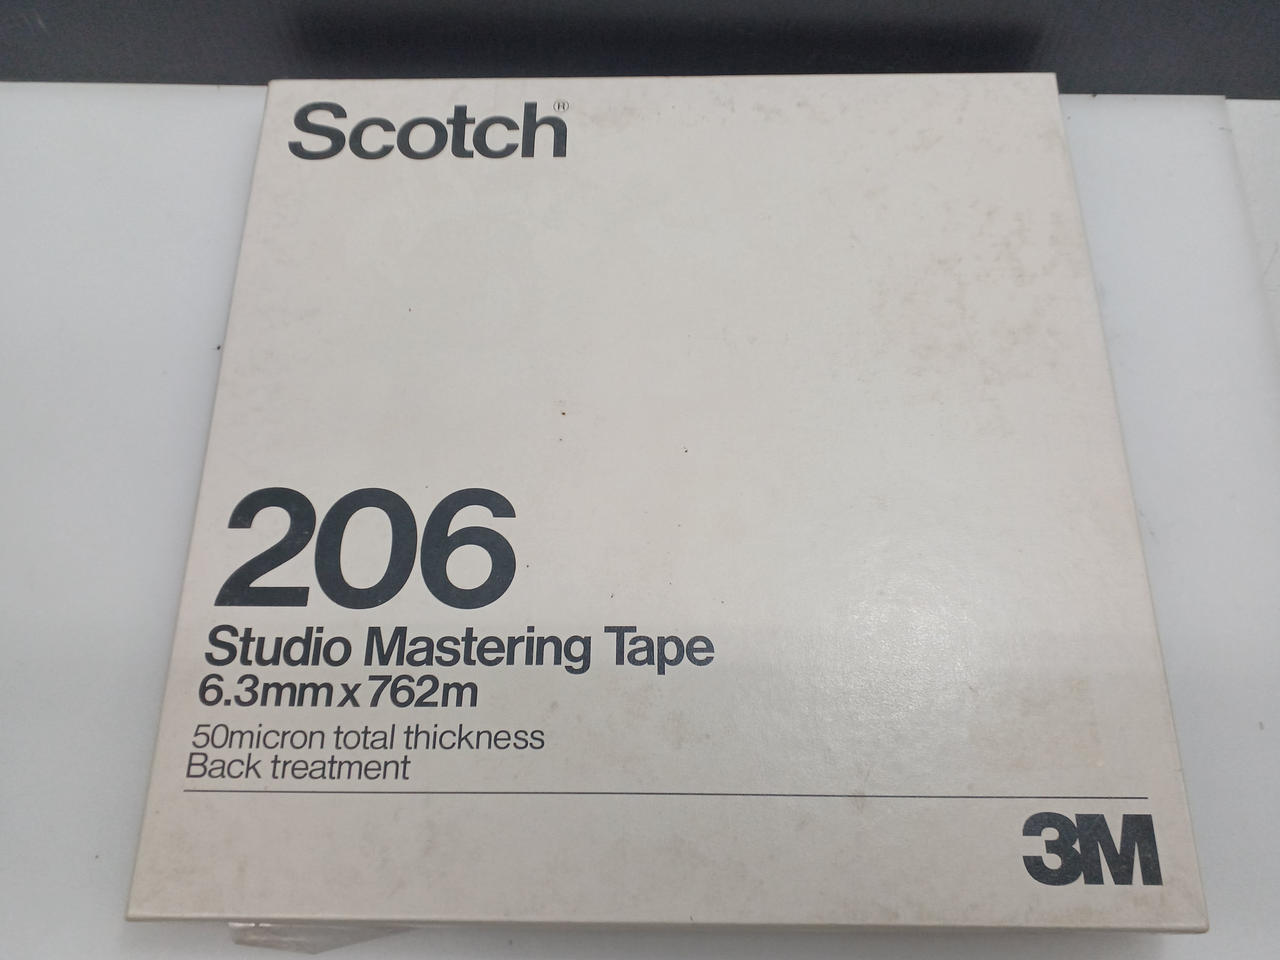 Scotch®
206
Studio Mastering Tape
6.3mm x 762m
50micron total thickness
Back treatment
3M